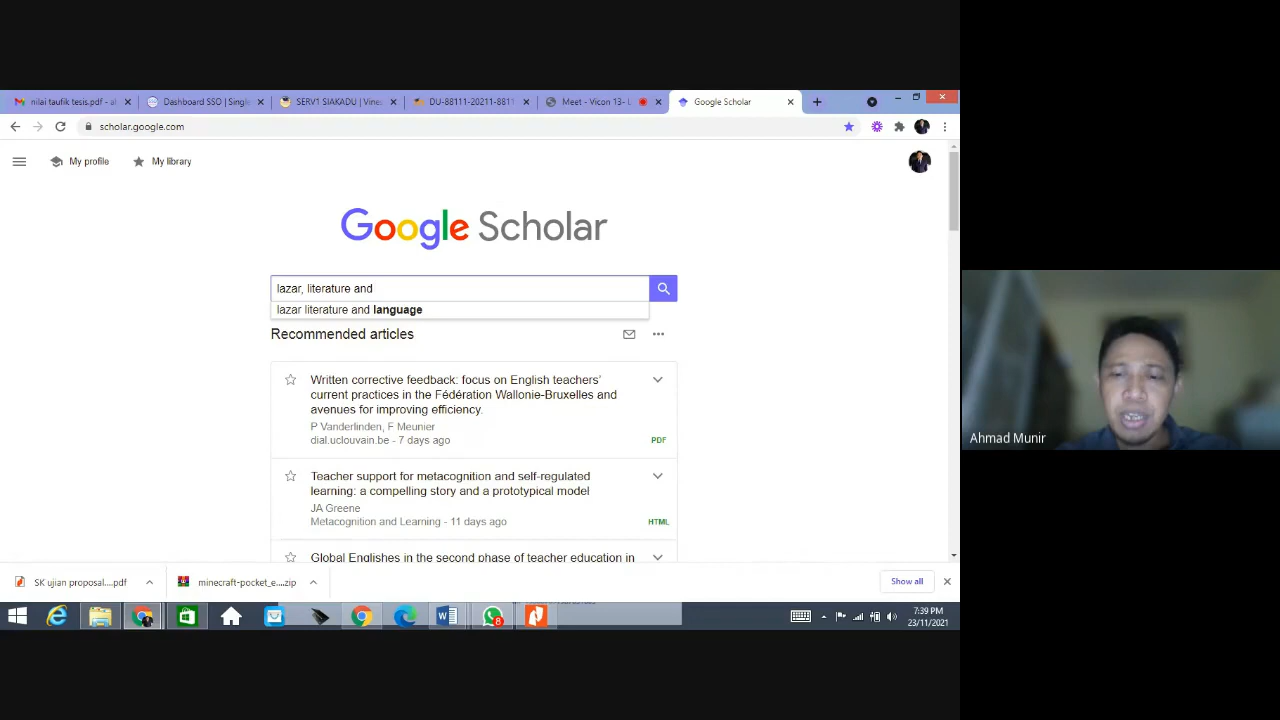 nilai taufik tesis.pdf - al
Dashboard SSO | Single
SERV1 SIAKADU | Vine
DU-88111-20211-8811
Meet - Vicon 13- L
Google Scholar
scholar.google.com
My profile
My library
Google Scholar
lazar, literature and
lazar literature and language
Recommended articles
Written corrective feedback: focus on English teachers'
current practices in the Fédération Wallonie-Bruxelles and
avenues for improving efficiency.
P Vanderlinden, F Meunier
dial.uclouvain.be - 7 days ago
PDF
Teacher support for metacognition and self-regulated
learning: a compelling story and a prototypical model
JA Greene
Metacognition and Learning - 11 days ago
HTML
Global Englishes in the second phase of teacher education in
Ahmad Munir
SK ujian proposal....pdf
minecraft-pocket_e....zip
Show all
8
7:39 PM
23/11/2021